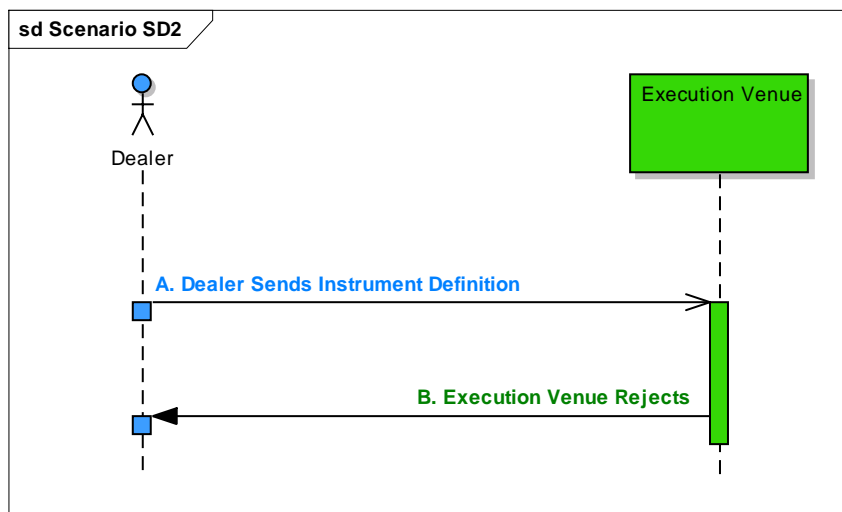 sd Scenario SD2
Execution Venue
Dealer
A. Dealer Sends Instrument Definition
B. Execution Venue Rejects